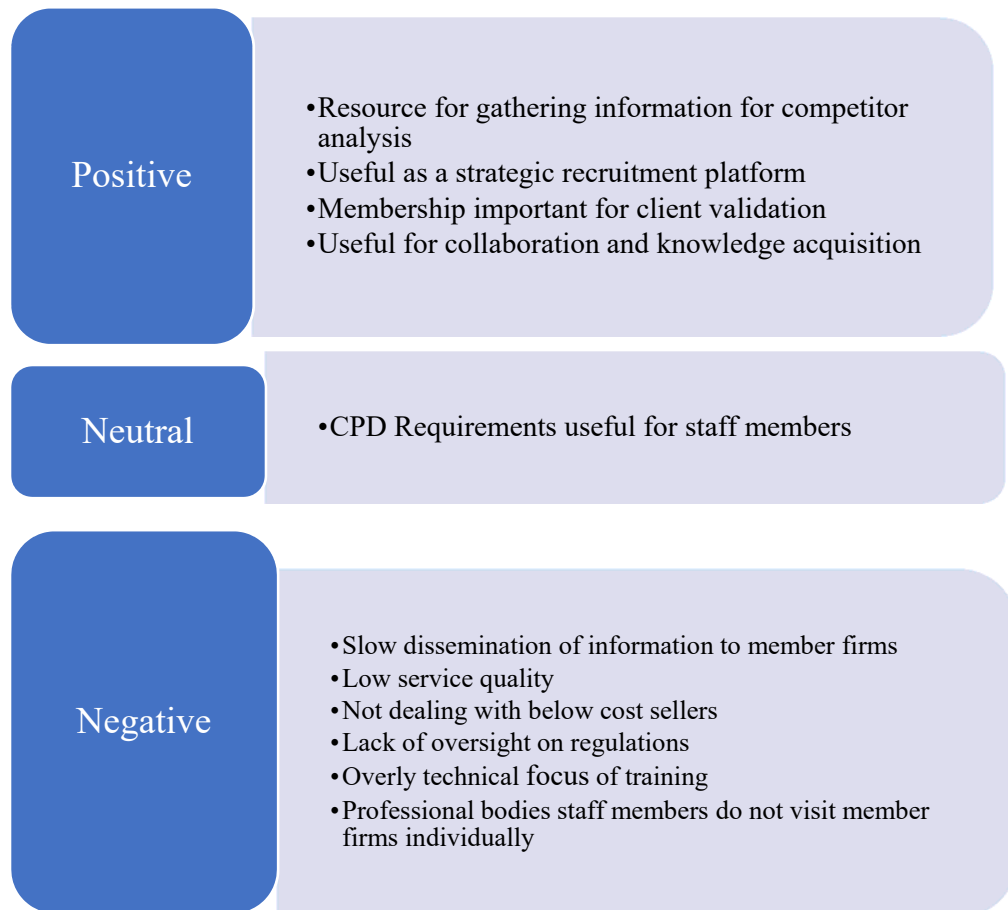 Positive
•Resource for gathering information for competitor
analysis
•Useful as a strategic recruitment platform
•Membership important for client validation
•Useful for collaboration and knowledge acquisition
Neutral
•CPD Requirements useful for staff members
Negative
•Slow dissemination of information to member firms
•Low service quality
•Not dealing with below cost sellers
•Lack of oversight on regulations
•Overly technical focus of training
•Professional bodies staff members do not visit member
firms individually